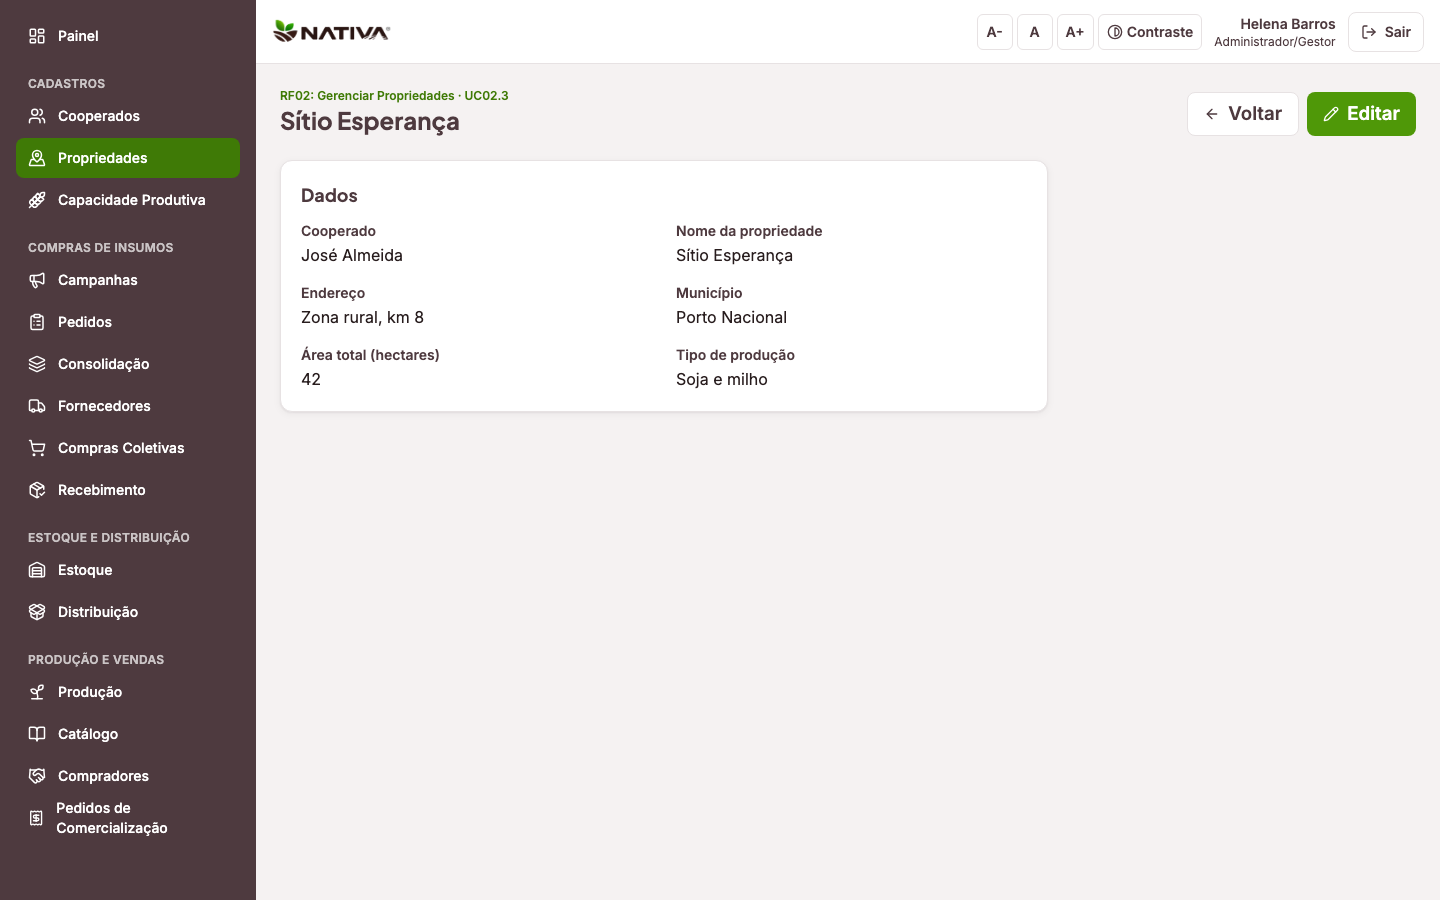 Painel
CADASTROS
Cooperados
Propriedades
Capacidade Produtiva
COMPRAS DE INSUMOS
Campanhas
Pedidos
Consolidação
Fornecedores
Compras Coletivas
Recebimento
ESTOQUE E DISTRIBUIÇÃO
Estoque
Distribuição
PRODUÇÃO E VENDAS
Produção
Catálogo
Compradores
Pedidos de
Comercialização
NATIVA
A-
A
A+
Contraste
Helena Barros
Administrador/Gestor
Sair
RF02: Gerenciar Propriedades · UC02.3
Sítio Esperança
Voltar
Editar
Dados
Cooperado
José Almeida
Nome da propriedade
Sítio Esperança
Endereço
Zona rural, km 8
Município
Porto Nacional
Área total (hectares)
42
Tipo de produção
Soja e milho